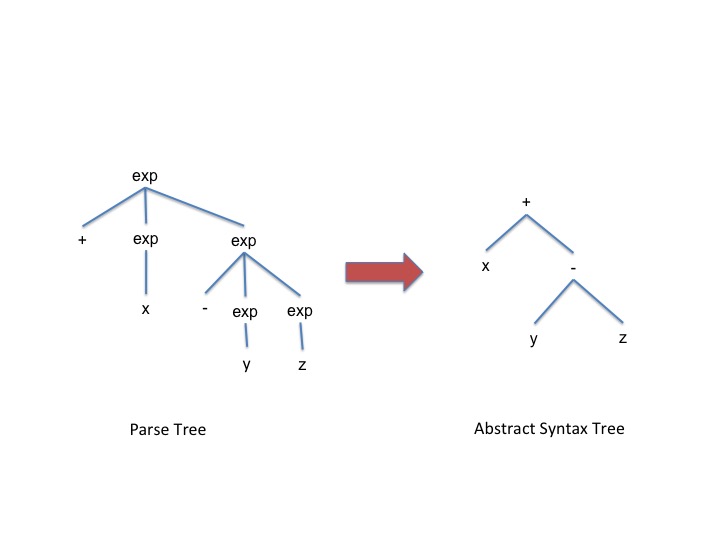 exp
+ exp exp
x - exp exp
y z
Parse Tree
+
x -
y z
Abstract Syntax Tree